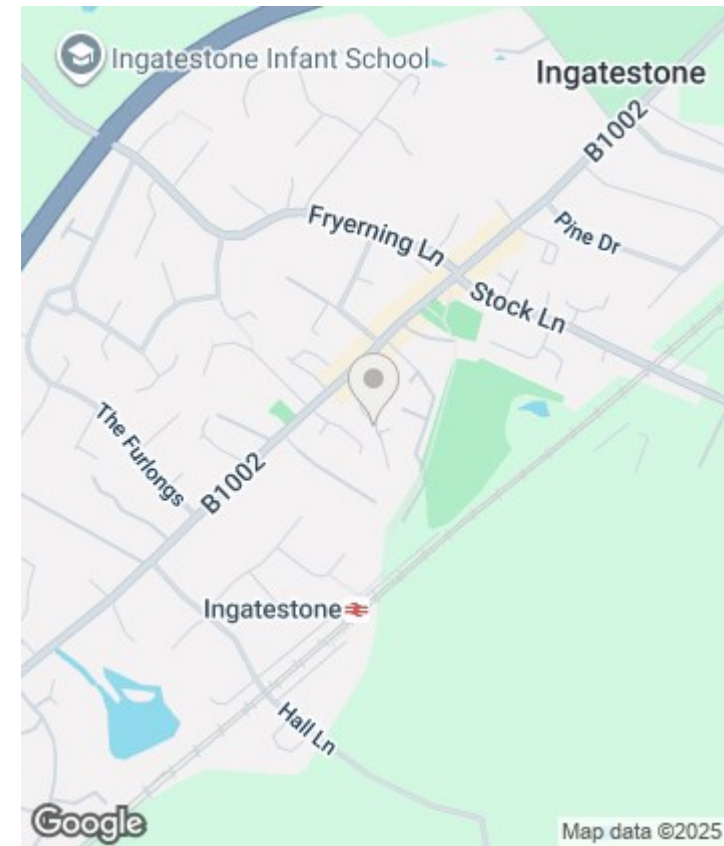 Ingatestone Infant School
Ingatestone
B1002
Fryerning Ln
Pine Dr
Stock Ln
The Furlongs
B1002
Ingatestone
Hall Ln
Google
Map data ©2025